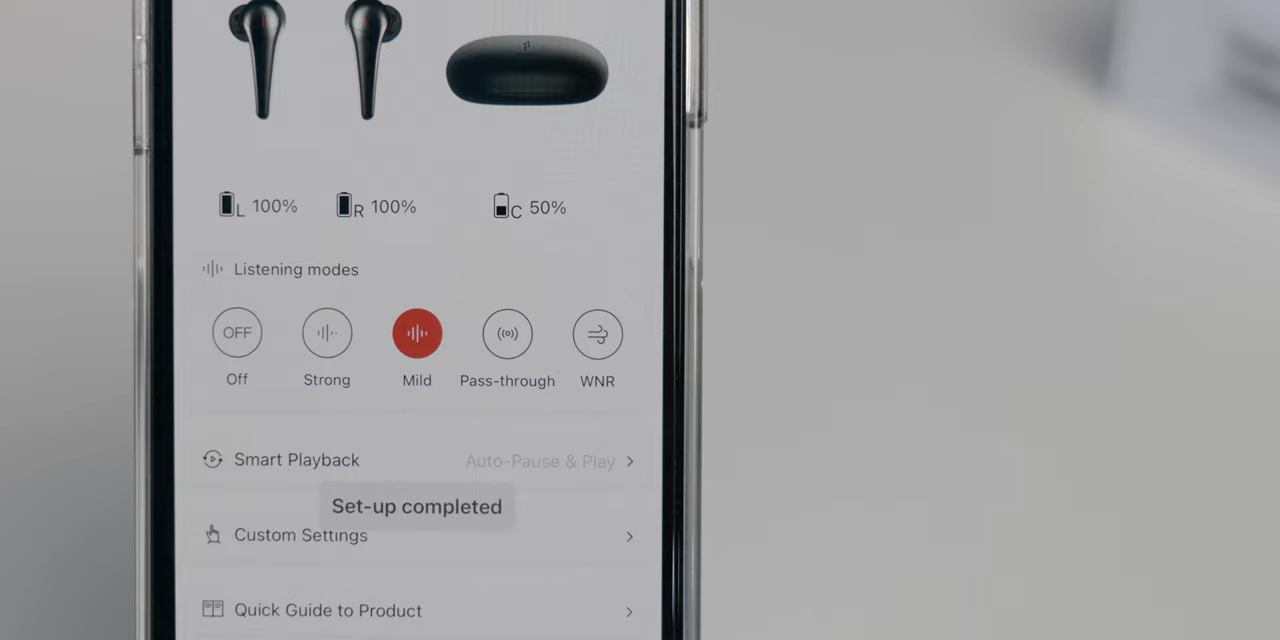 L 100% R 100% C 50%
Listening modes
OFF
Off Strong Mild Pass-through WNR
Smart Playback Auto-Pause & Play
Set-up completed
Custom Settings
Quick Guide to Product